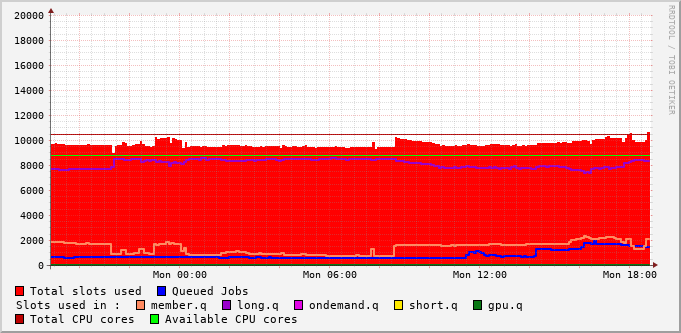 20000
18000
16000
14000
12000
10000
8000
6000
4000
2000
0
Mon 00:00 Mon 06:00 Mon 12:00 Mon 18:00
Total slots used Queued Jobs
Slots used in : member.q long.q ondemand.q short.q gpu.q
Total CPU cores Available CPU cores
RRDTOOL / TOBI OETIKER